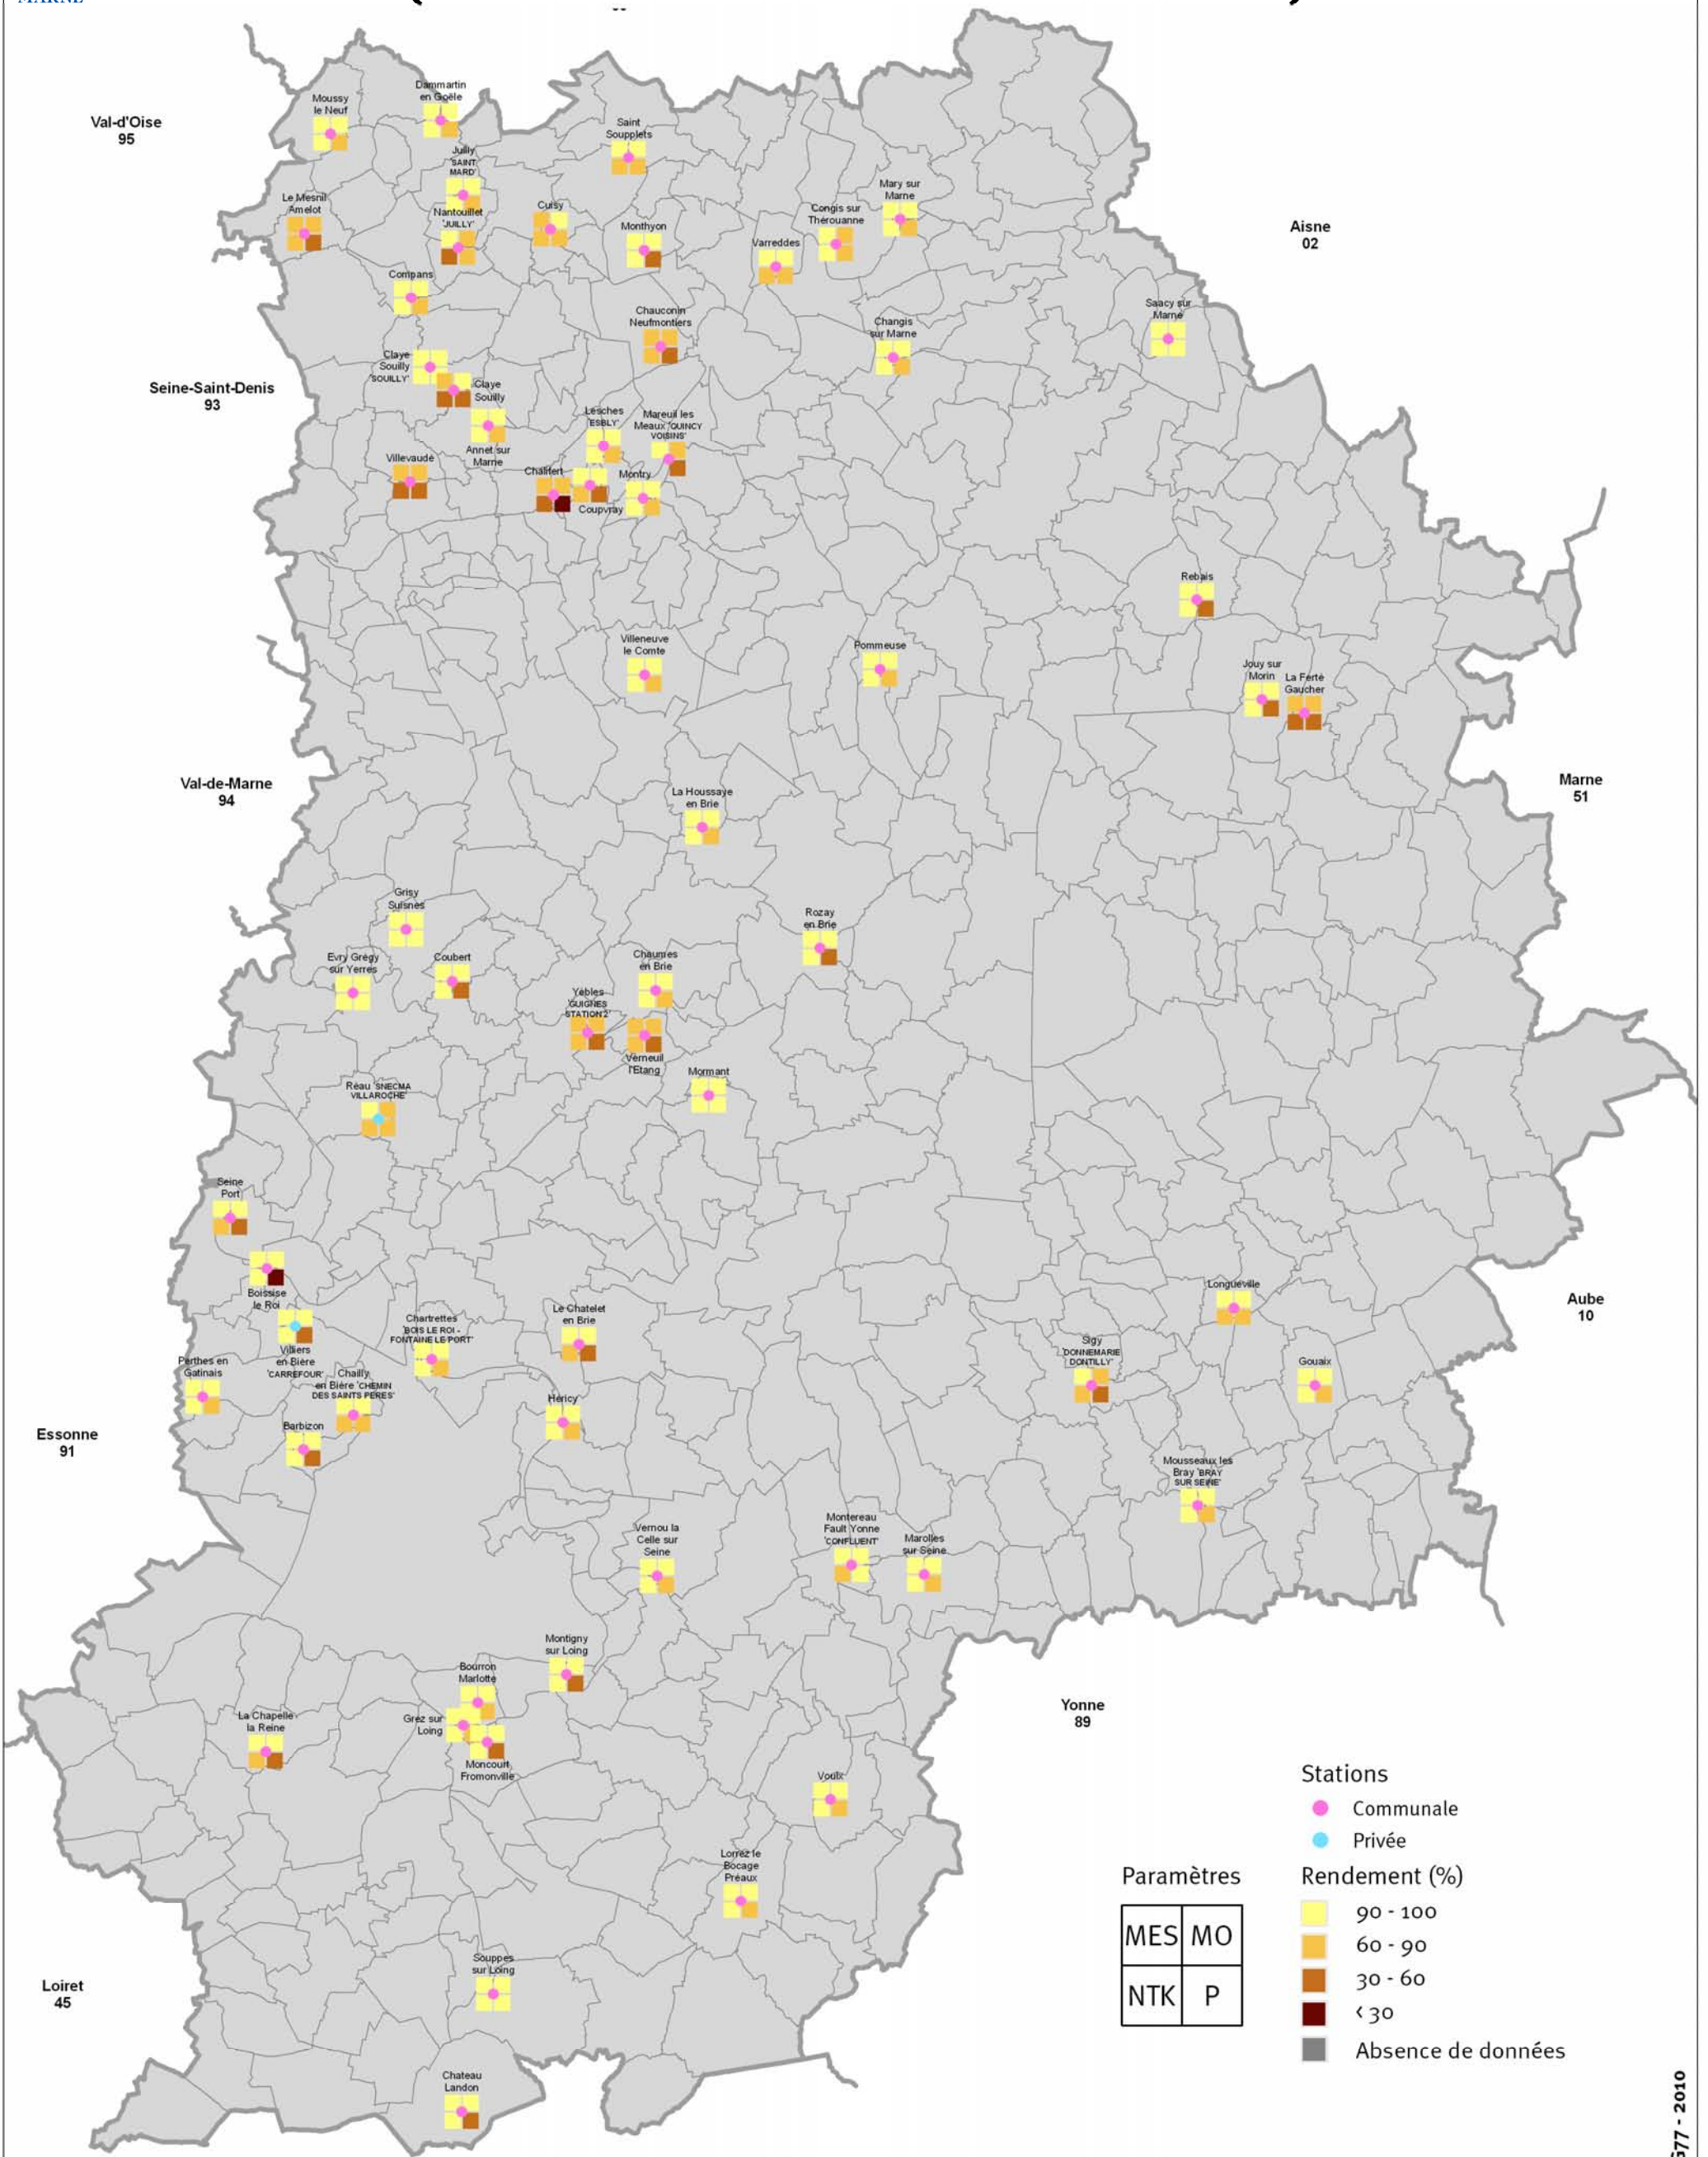 MARNE
Val-d'Oise
95
Moussy
le Neuf
Dammartin
en Goële
Saint
Soupplets
Juilly
'SAINT
MARD'
Le Mesnil
Amelot
Nantouillet
'JUILLY'
Cuisy
Monthyon
Varreddes
Congis sur
Thérouanne
Mary sur
Marne
Aisne
02
Compans
Chauconin
Neufmontiers
Changis
sur Marne
Saacy sur
Marne
Seine-Saint-Denis
93
Claye
Souilly
'SOUILLY'
Claye
Souilly
Annet sur
Marne
Lesches
'ESBLY'
Mareuil les
Meaux 'QUINCY
VOISINS'
Villevaudé
Chalifert
Montry
Coupvray
Rebais
Villeneuve
le Comte
Pommeuse
Jouy sur
Morin
La Ferté
Gaucher
Val-de-Marne
94
Marne
51
La Houssaye
en Brie
Grisy
Suisnes
Rozay
en Brie
Evry Grégy
sur Yerres
Coubert
Chaumes
en Brie
Yèbles
'GUIGNES
STATION 2'
Verneuil
l'Etang
Mormant
Réau 'SNECMA
VILLAROCHE'
Seine
Port
Boissise
le Roi
Longueville
Aube
10
Chartrettes
'BOIS LE ROI -
FONTAINE LE PORT'
Le Chatelet
en Brie
Villiers
en Bière
'CARREFOUR'
Sigy
'DONNEMARIE
DONTILLY'
Gouaix
Perthes en
Gatinais
Chailly
en Bière 'CHEMIN
DES SAINTS PERES'
Héricy
Barbizon
Essonne
91
Mousseaux les
Bray 'BRAY
SUR SEINE'
Vernou la
Celle sur
Seine
Montereau
Fault Yonne
'CONFLUENT'
Marolles
sur Seine
Montigny
sur Loing
Bourron
Marlotte
Grez sur
Loing
Moncourt
Fromonville
La Chapelle
la Reine
Yonne
89
Voulx
Lorrez le
Bocage
Préaux
Souppes
sur Loing
Loiret
45
Chateau
Landon
Stations
Communale
Privée
Paramètres
MES MO
NTK P
Rendement (%)
90 - 100
60 - 90
30 - 60
< 30
Absence de données
77 - 2010